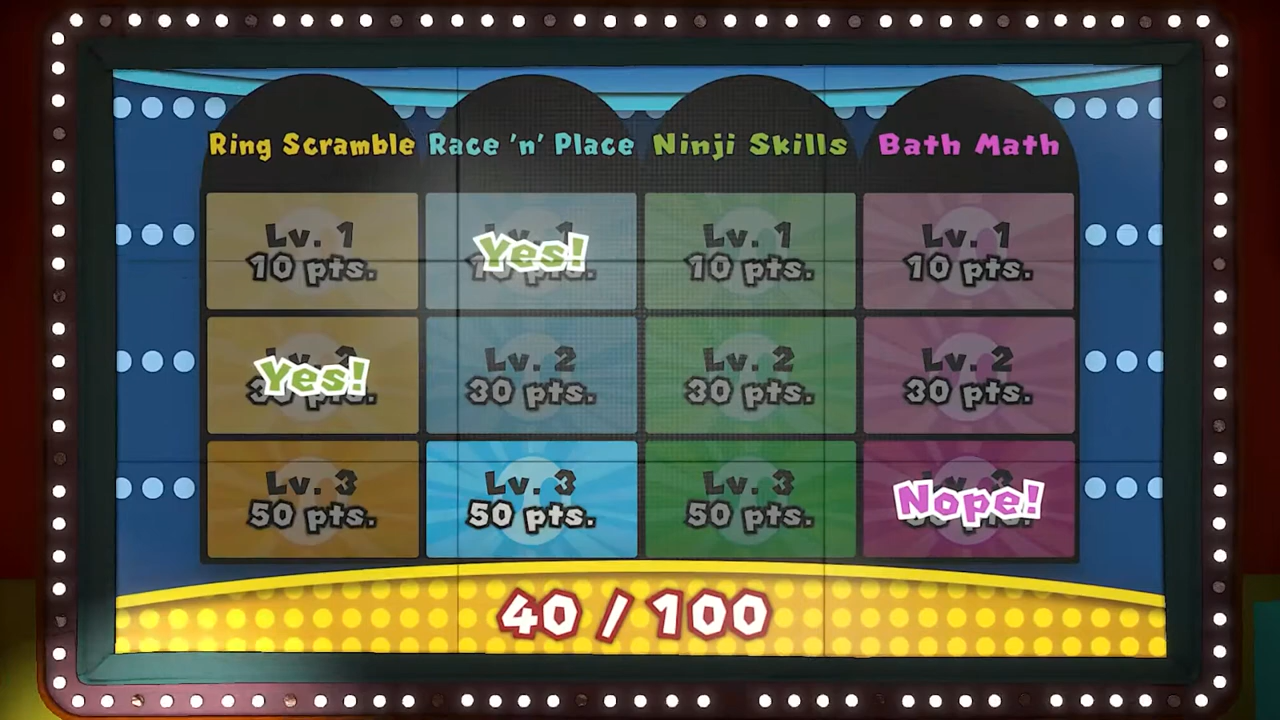 Ring Scramble Race 'n' Place Ninji Skills Bath Math
Lv. 1 Yes! Lv. 1 Lv. 1
10 pts. 10 pts. 10 pts.
Yes! Lv. 2 Lv. 2 Lv. 2
30 pts. 30 pts. 30 pts.
Lv. 3 Lv. 3 Lv. 3 Nope!
50 pts. 50 pts. 50 pts.
40 / 100